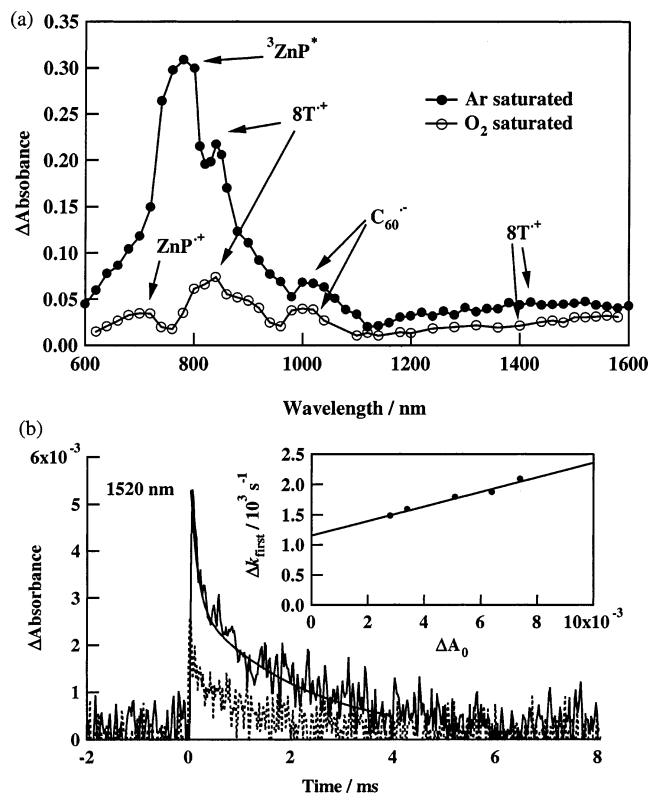 (a)
0.35
0.30
0.25
0.20
0.15
0.10
0.05
0.00
ΔAbsobance
³ZnP*
8T·+
Ar saturated
O₂ saturated
ZnP·+
C₆₀·-
8T·+
600 800 1000 1200 1400 1600
Wavelength / nm
(b)
6x10⁻³
5
4
3
2
1
0
ΔAbsorbance
1520 nm
2.5
2.0
1.5
1.0
0.5
0.0
Δk_first / 10³ s⁻¹
0 2 4 6 8 10x10⁻³
ΔA₀
-2 0 2 4 6 8
Time / ms